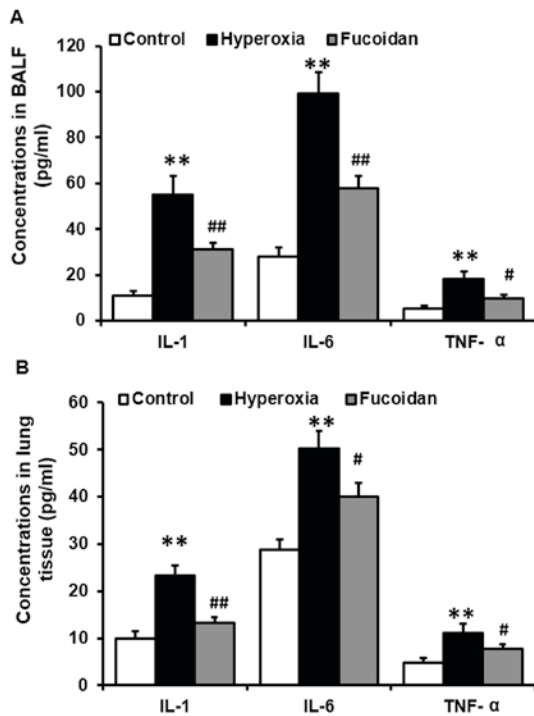 A
Control Hyperoxia Fucoidan
Concentrations in BALF
(pg/ml)
120
100
80
60
40
20
0
**
##
**
##
**
#
IL-1 IL-6 TNF- α
B
Control Hyperoxia Fucoidan
Concentrations in lung
tissue (pg/ml)
60
50
40
30
20
10
0
**
##
**
#
**
#
IL-1 IL-6 TNF- α